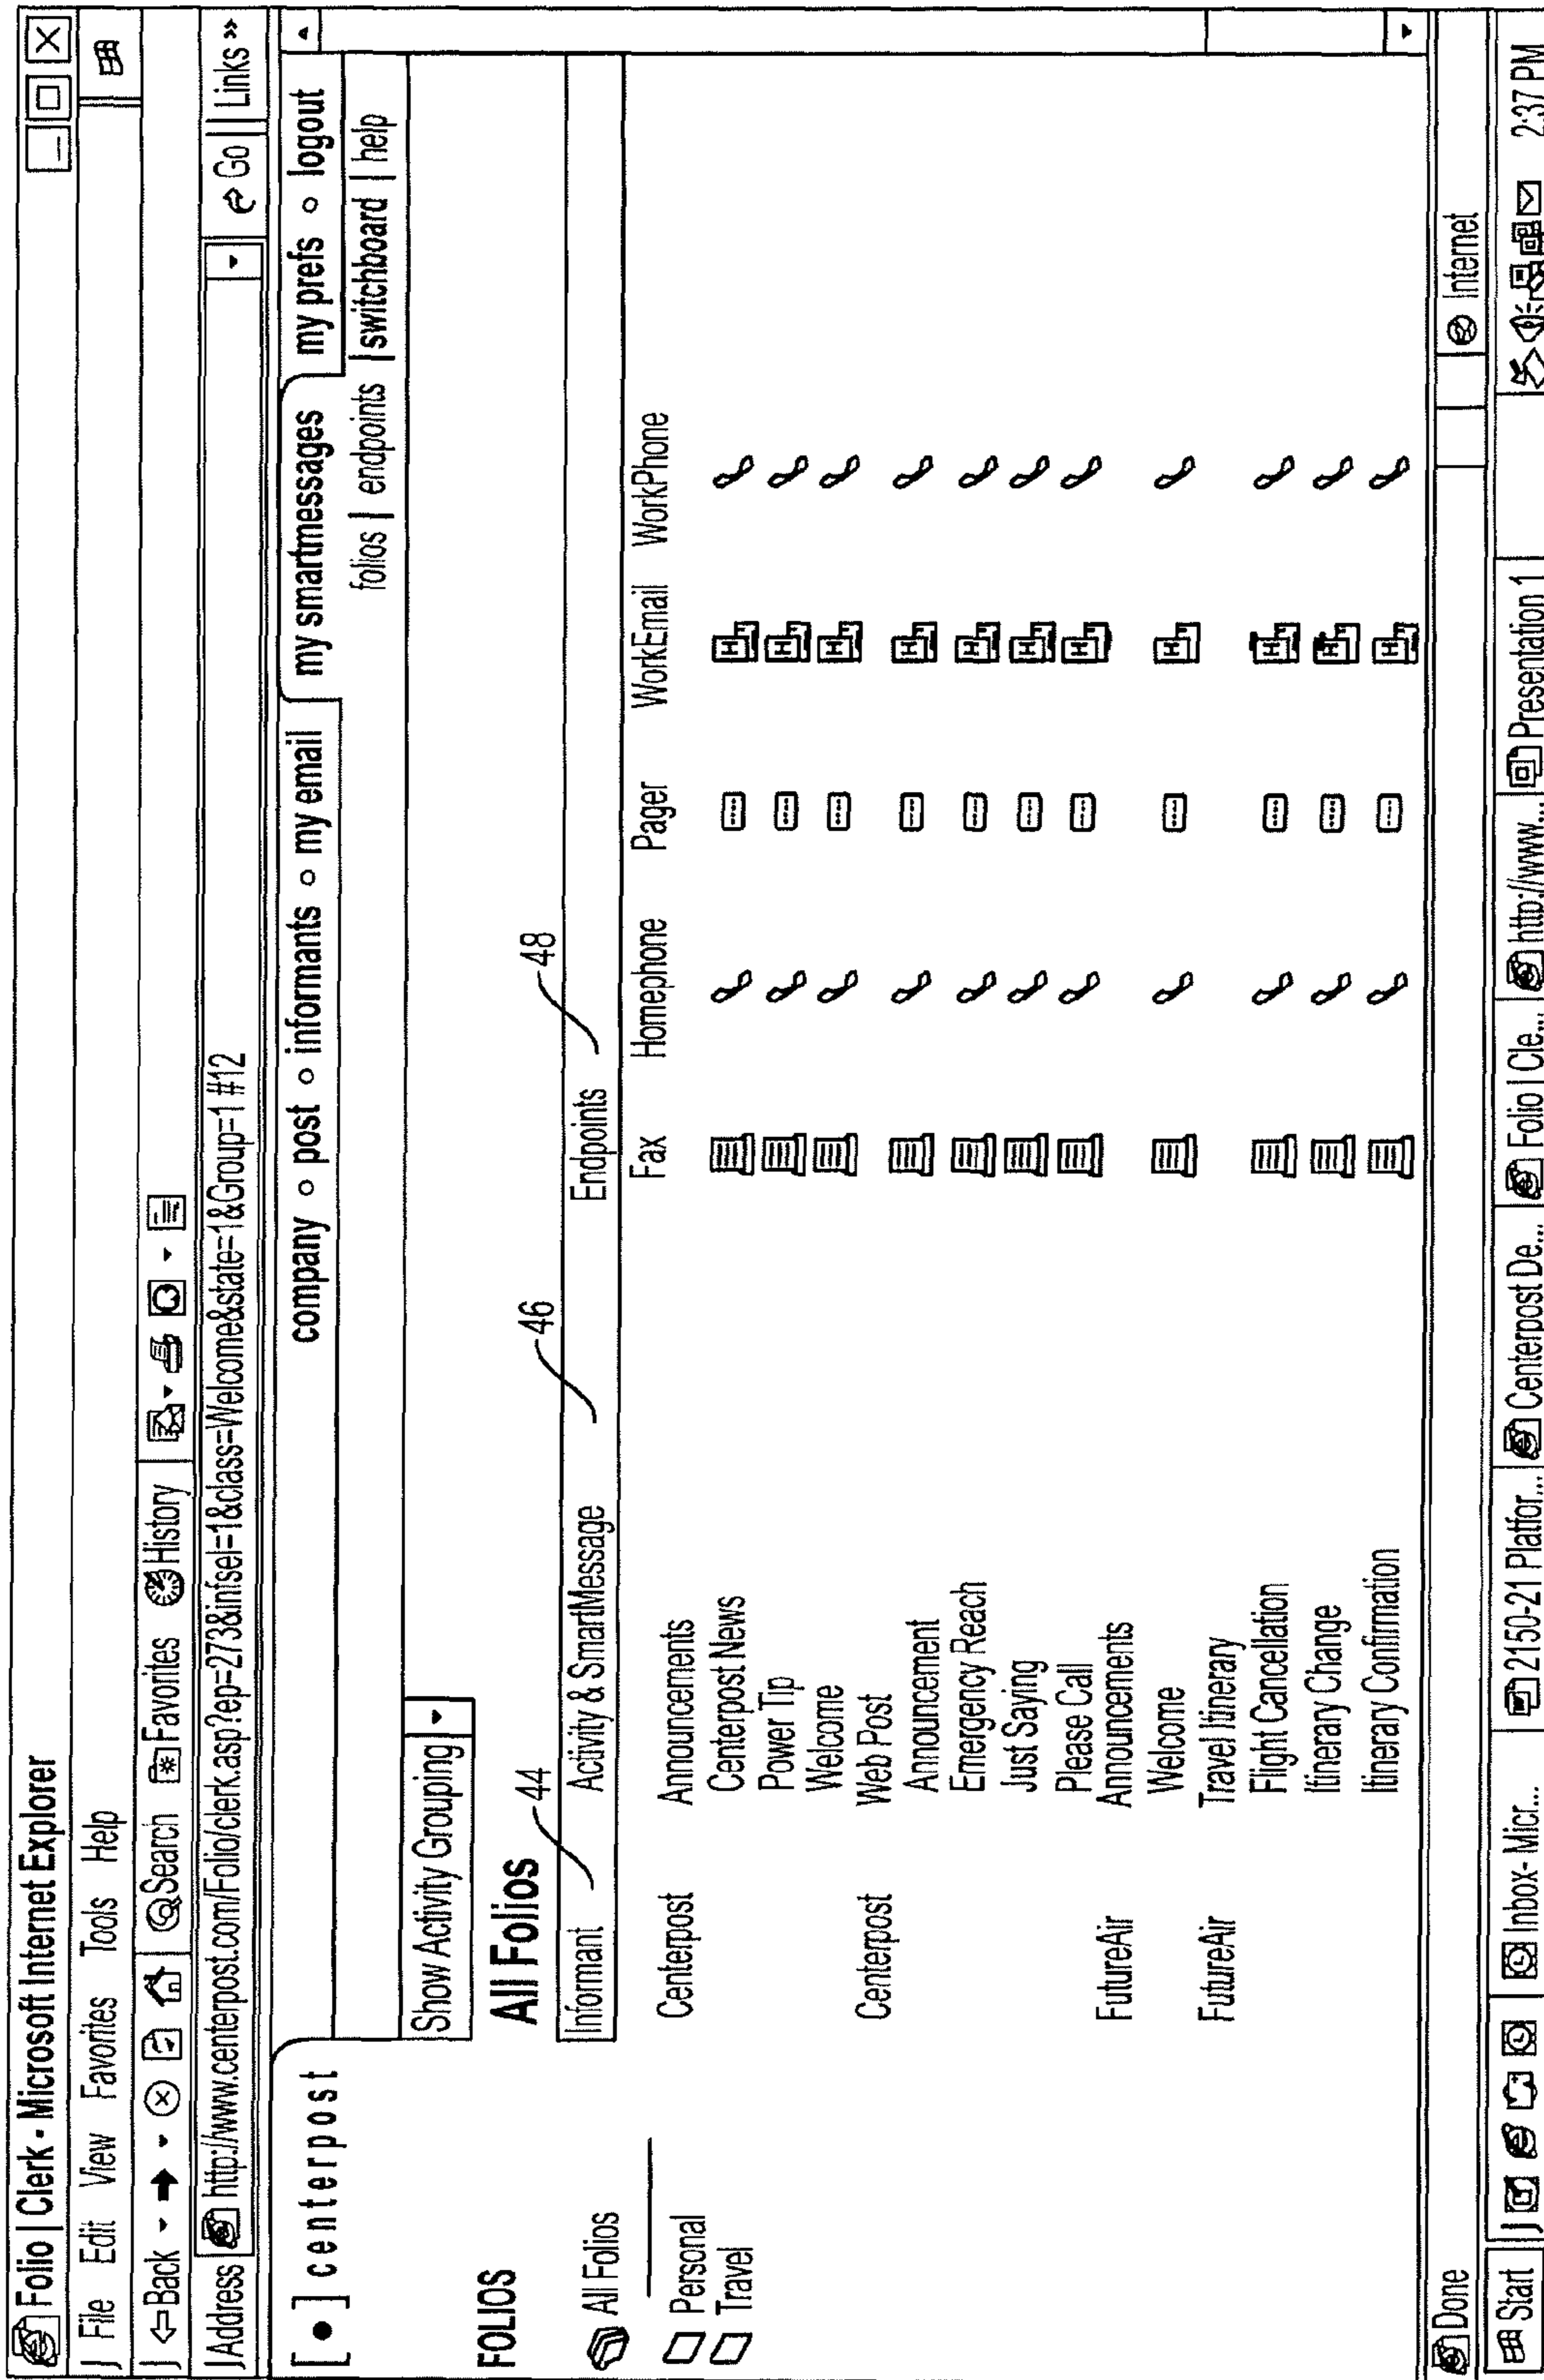 Folio | Clerk - Microsoft Internet Explorer
File Edit View Favorites Tools Help
Back Search Favorites History
Address http://www.centerpost.com/Folio/clerk.asp?ep=273&infsel=1&class=Welcome&state=1&Group=1#12 Go Links »
[ • ] centerpost
company o post o informants o my email my smartmessages my prefs o logout
folios | endpoints | switchboard | help
FOLIOS
All Folios
Personal
Travel
Show Activity Grouping
All Folios
44 46 48
Informant Activity & SmartMessage Endpoints
Fax Homephone Pager WorkEmail WorkPhone
Centerpost Announcements
Centerpost News
Power Tip
Welcome
Centerpost Web Post
Announcement
Emergency Reach
Just Saying
Please Call
FutureAir Announcements
Welcome
FutureAir Travel Itinerary
Flight Cancellation
Itinerary Change
Itinerary Confirmation
Done Internet
Start Inbox- Micr... 2150-21 Platfor... Centerpost De... Folio | Cle... http://www... Presentation 1 2:37 PM